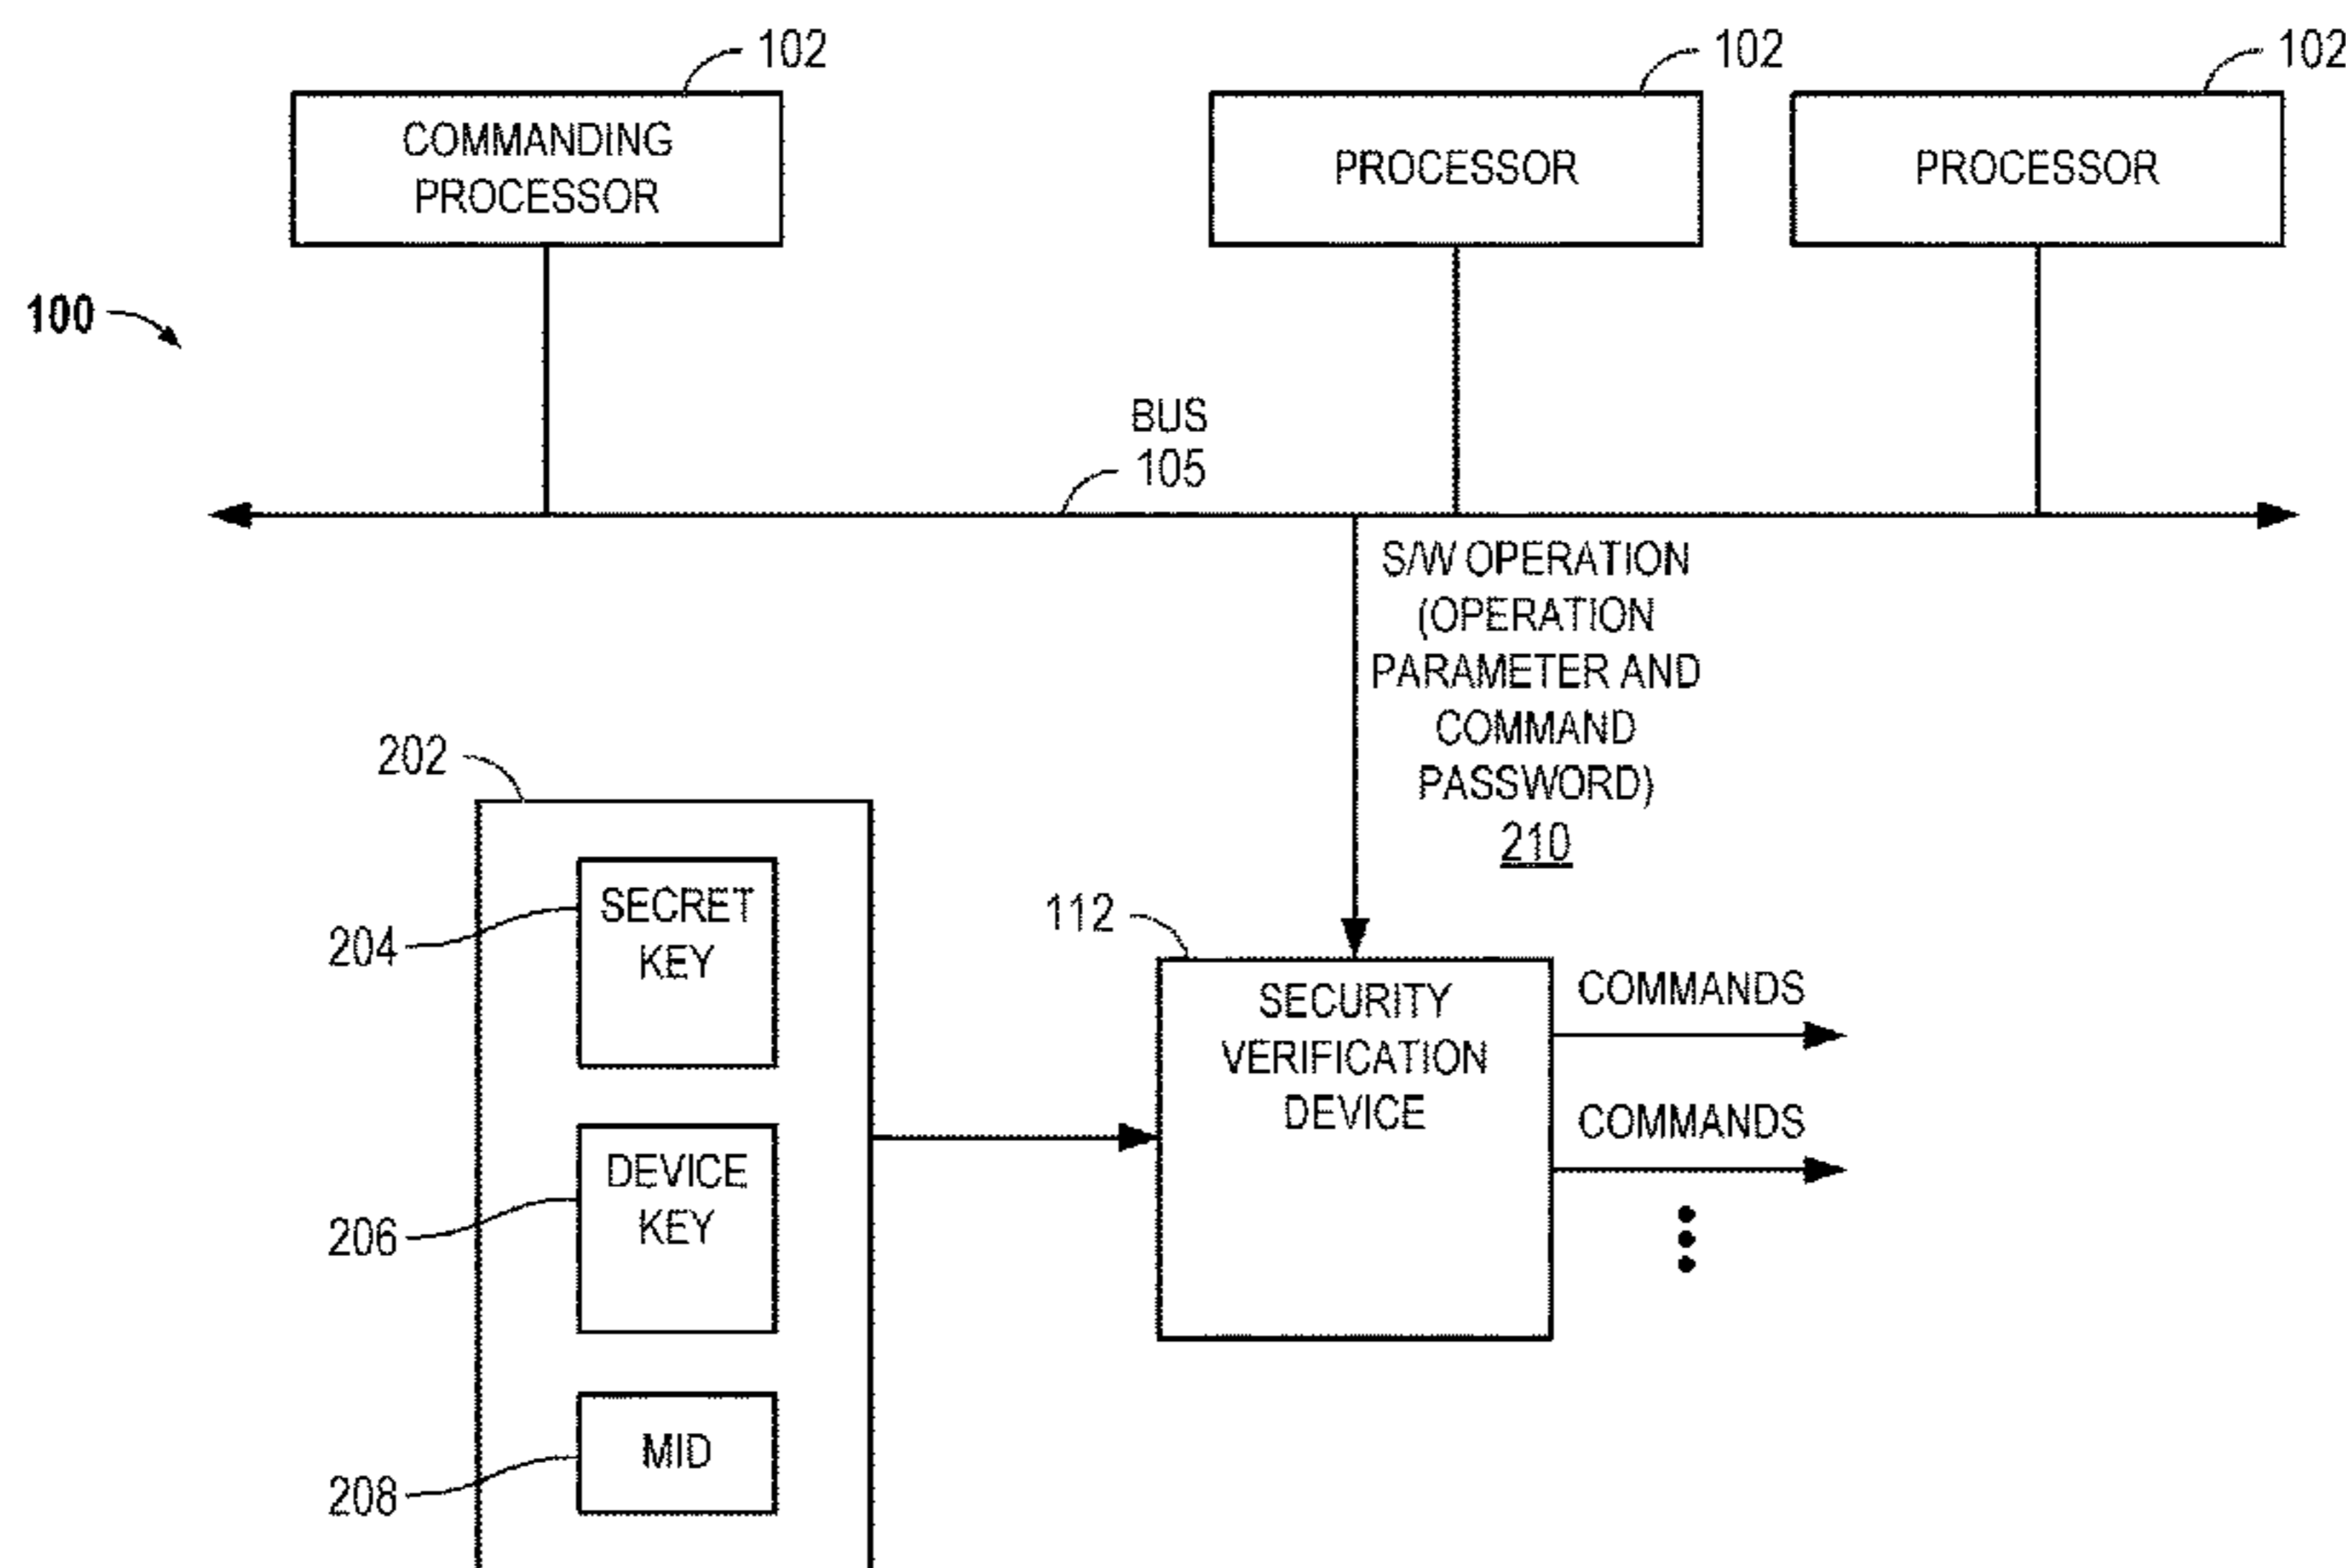 102
102
102
COMMANDING
PROCESSOR
PROCESSOR
PROCESSOR
100
BUS
105
S/W OPERATION
(OPERATION
PARAMETER AND
COMMAND
PASSWORD)
210
202
SECRET
KEY
204
DEVICE
KEY
206
MID
208
112
SECURITY
VERIFICATION
DEVICE
COMMANDS
COMMANDS